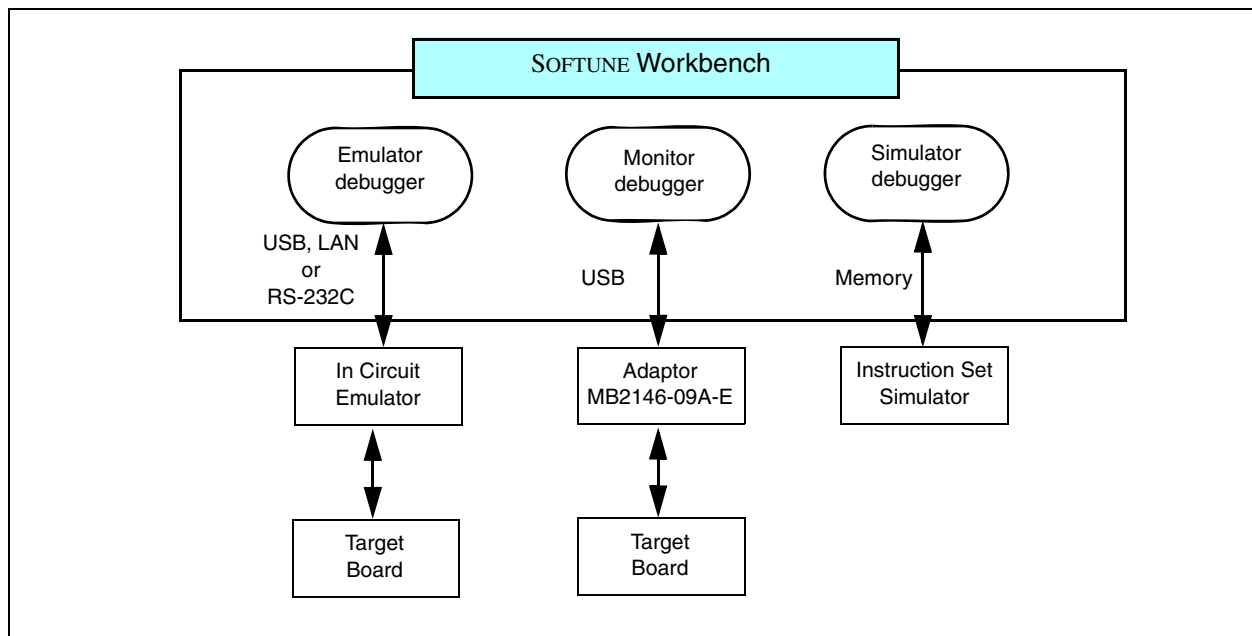 SOFTUNE Workbench
Emulator
debugger
Monitor
debugger
Simulator
debugger
USB, LAN
or
RS-232C
USB
Memory
In Circuit
Emulator
Adaptor
MB2146-09A-E
Instruction Set
Simulator
Target
Board
Target
Board